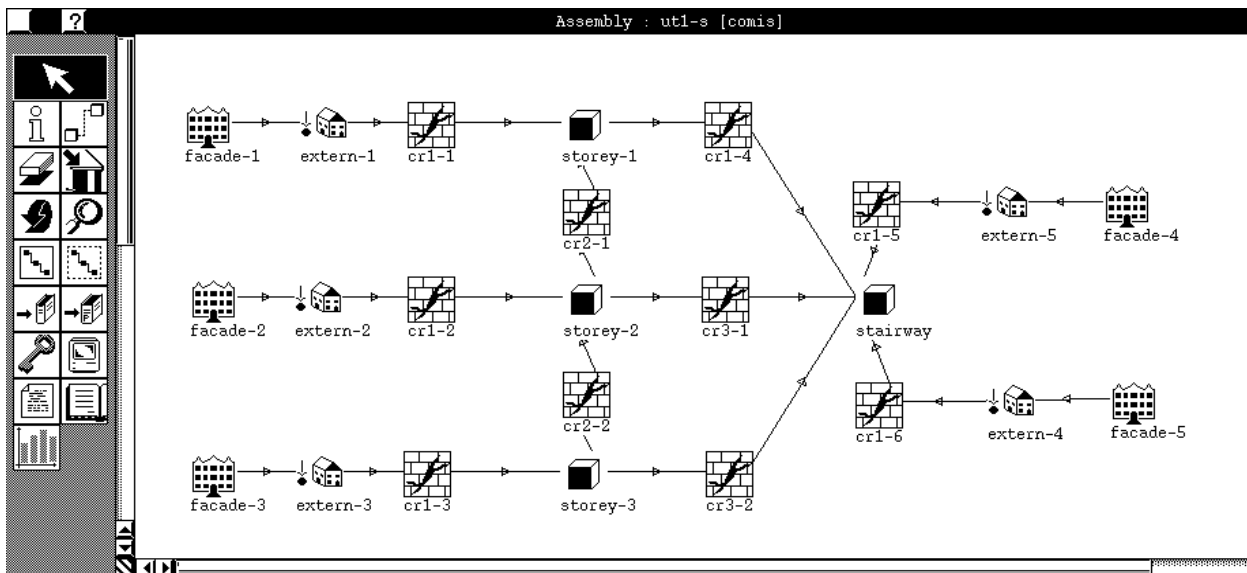 ?
Assembly : ut1-s [comis]
facade-1 extern-1 cr1-1 storey-1 cr1-4
cr2-1
cr1-5 extern-5 facade-4
facade-2 extern-2 cr1-2 storey-2 cr3-1 stairway
cr2-2
cr1-6 extern-4 facade-5
facade-3 extern-3 cr1-3 storey-3 cr3-2